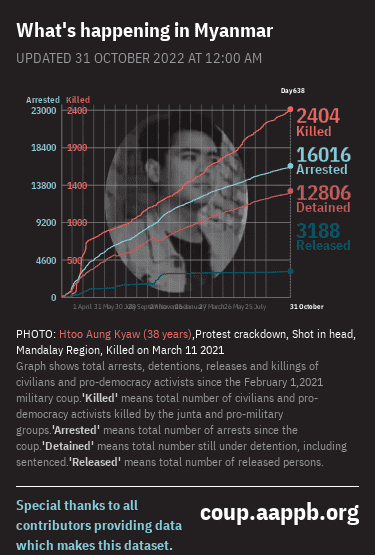 What's happening in Myanmar
UPDATED 31 OCTOBER 2022 AT 12:00 AM
Day638
Arrested Killed
23000 2400
2404
Killed
18400 1900
16016
Arrested
13800 1400
12806
Detained
9200 1000
3188
Released
4600 500
0
1 April 31 May 30 July 25 July
31 October
PHOTO: Htoo Aung Kyaw (38 years),Protest crackdown, Shot in head,
Mandalay Region, Killed on March 11 2021
Graph shows total arrests, detentions, releases and killings of
civilians and pro-democracy activists since the February 1,2021
military coup.'Killed' means total number of civilians and pro-
democracy activists killed by the junta and pro-military
groups.'Arrested' means total number of arrests since the
coup.'Detained' means total number still under detention, including
sentenced.'Released' means total number of released persons.
Special thanks to all
contributors providing data
which makes this dataset.
coup.aappb.org